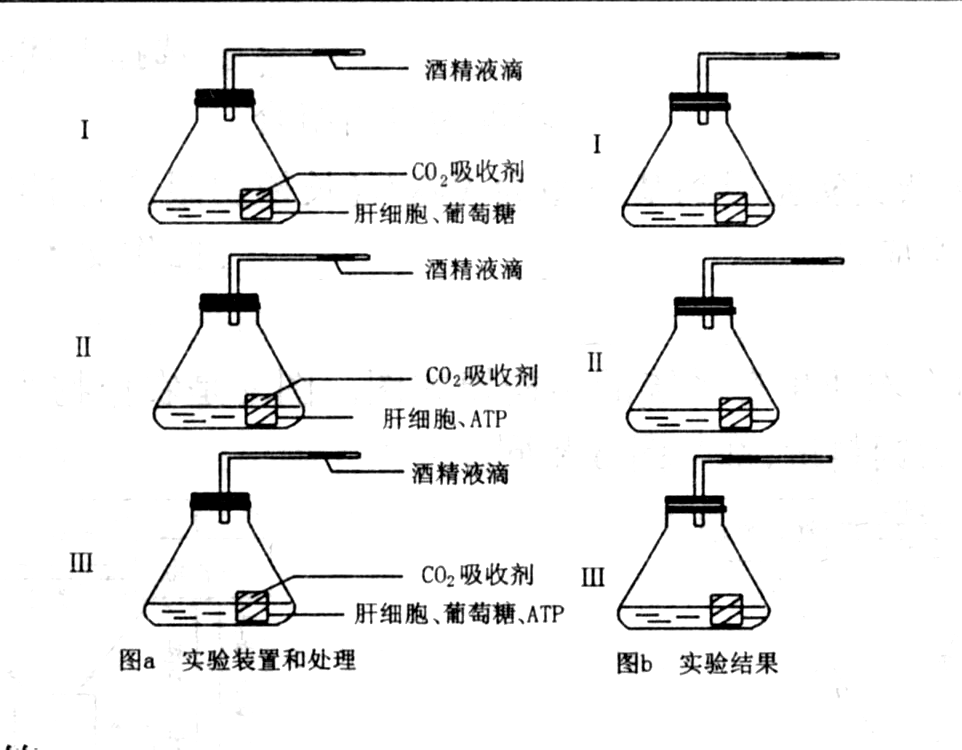 Ⅰ
酒精液滴
CO₂吸收剂
肝细胞、葡萄糖
Ⅰ
Ⅱ
酒精液滴
CO₂吸收剂
肝细胞、ATP
Ⅱ
Ⅲ
酒精液滴
CO₂吸收剂
肝细胞、葡萄糖、ATP
Ⅲ
图a 实验装置和处理
图b 实验结果